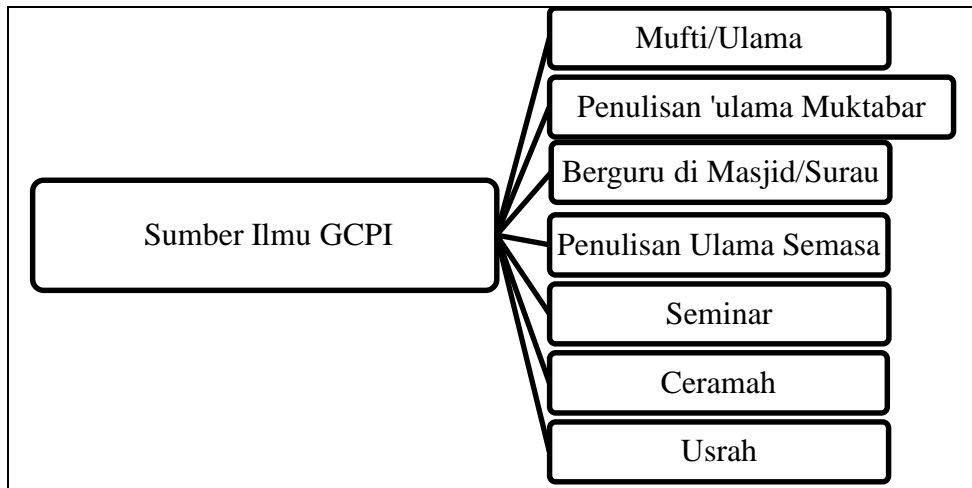 Sumber Ilmu GCPI
Mufti/Ulama
Penulisan 'ulama Muktabar
Berguru di Masjid/Surau
Penulisan Ulama Semasa
Seminar
Ceramah
Usrah